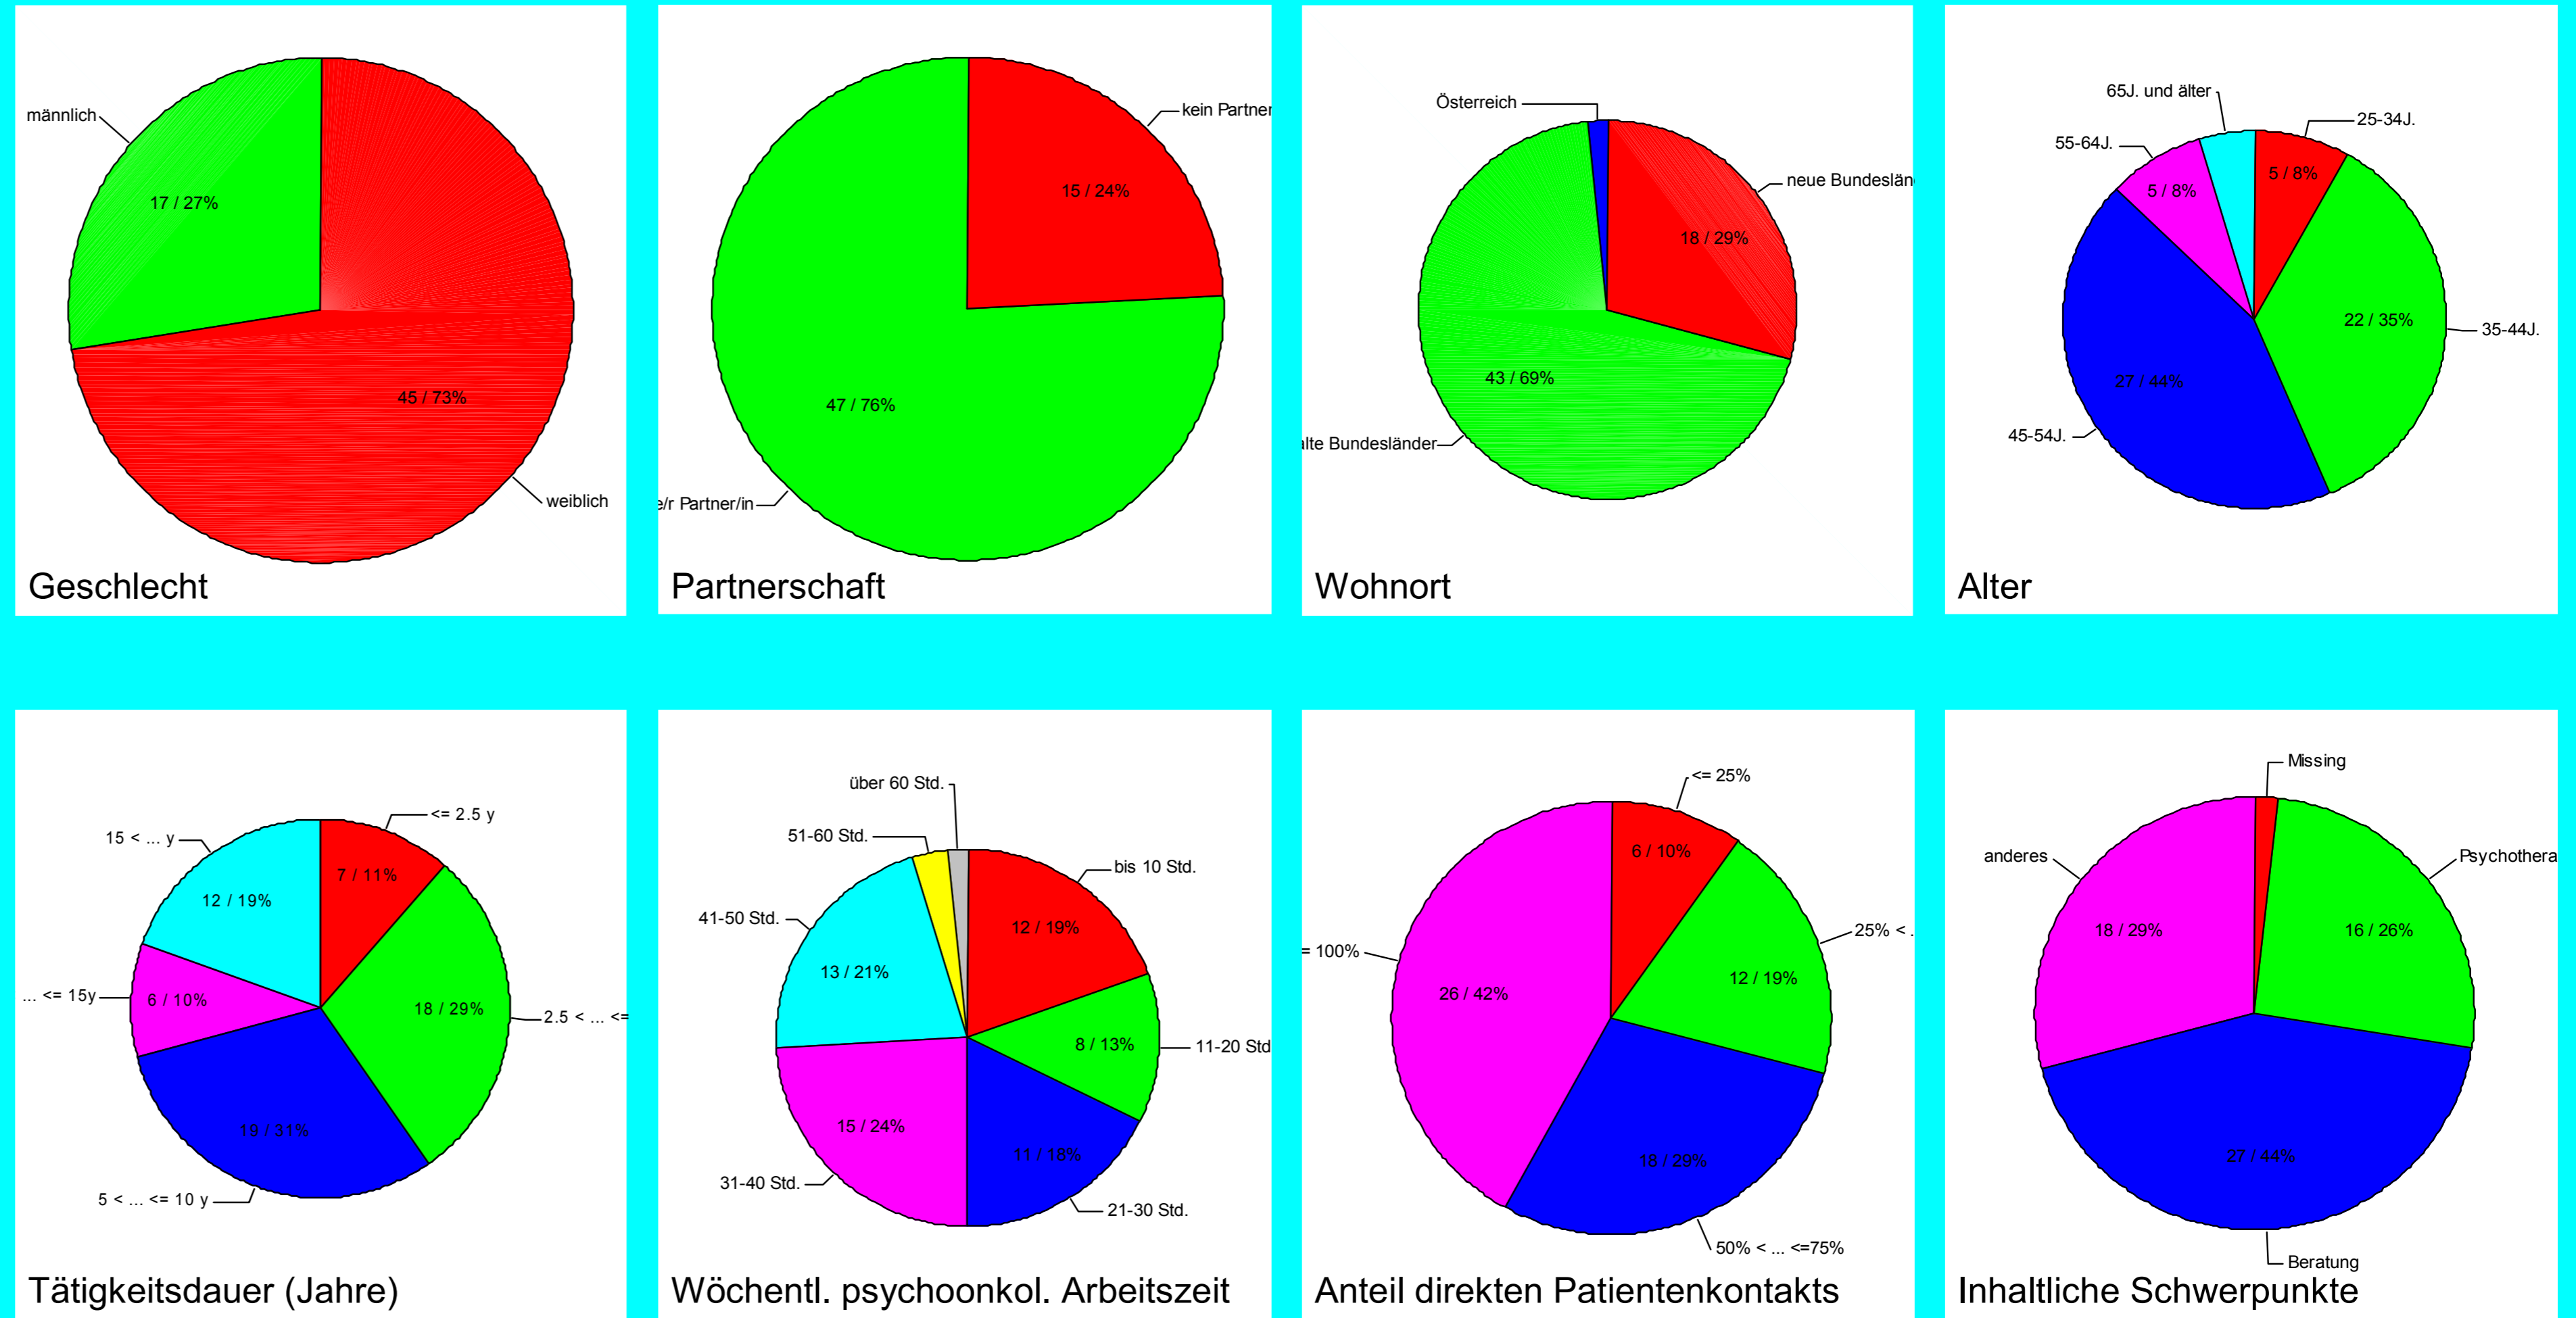 männlich
17 / 27%
45 / 73%
weiblich
Geschlecht
kein Partner
15 / 24%
47 / 76%
e/r Partner/in
Partnerschaft
Österreich
neue Bundeslän
18 / 29%
43 / 69%
alte Bundesländer
Wohnort
65J. und älter
25-34J.
55-64J.
5 / 8%
5 / 8%
22 / 35%
35-44J.
27 / 44%
45-54J.
Alter
<= 2.5 y
15 < ... y
7 / 11%
12 / 19%
... <= 15y
6 / 10%
18 / 29%
2.5 < ... <=
19 / 31%
5 < ... <= 10 y
Tätigkeitsdauer (Jahre)
über 60 Std.
51-60 Std.
bis 10 Std.
41-50 Std.
12 / 19%
13 / 21%
8 / 13%
11-20 Std
15 / 24%
11 / 18%
31-40 Std.
21-30 Std.
Wöchentl. psychoonkol. Arbeitszeit
<= 25%
6 / 10%
25% < .
= 100%
12 / 19%
26 / 42%
18 / 29%
50% < ... <=75%
Anteil direkten Patientenkontakts
Missing
anderes
Psychothera
18 / 29%
16 / 26%
27 / 44%
Beratung
Inhaltliche Schwerpunkte